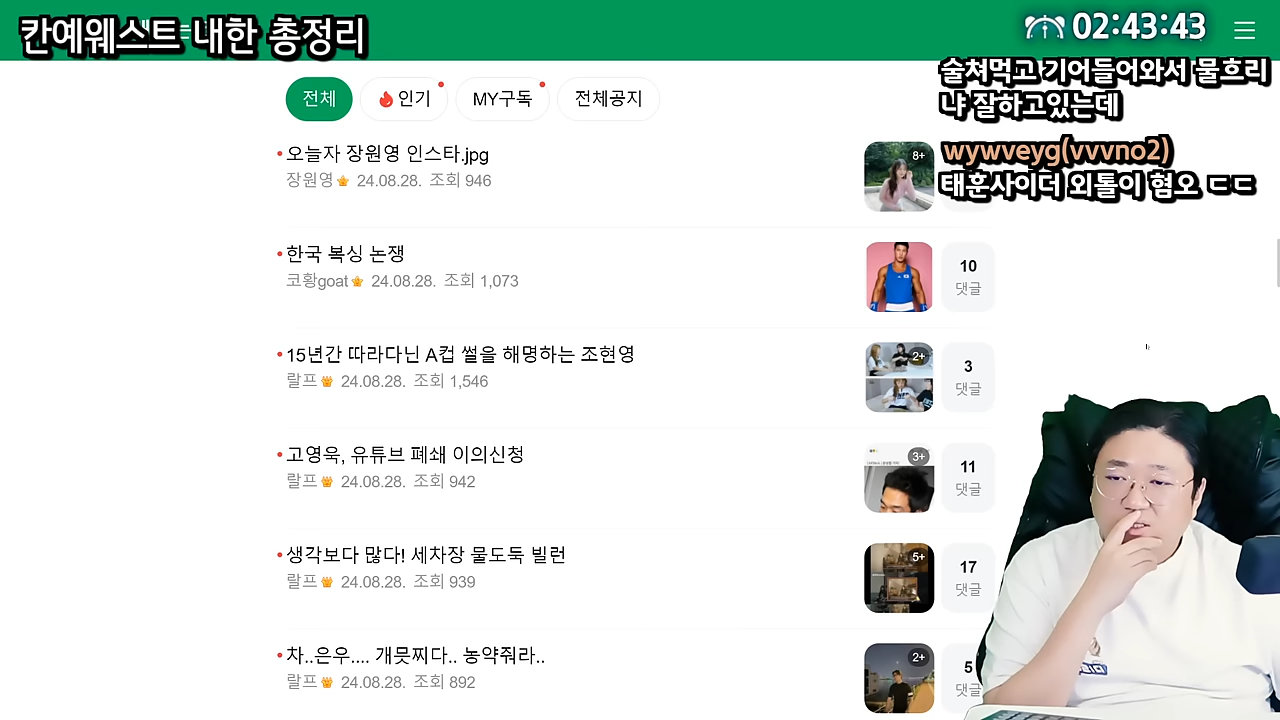 칸예웨스트 내한 총정리
02:43:43
전체
인기
MY구독
전체공지
술쳐먹고 기어들어와서 물흐리
냐 잘하고있는데
wywveyg(vvvno2)
태훈사이더 외톨이 혐오 ㄷㄷ
오늘자 장원영 인스타.jpg
장원영 24.08.28. 조회 946
8+
한국 복싱 논쟁
코황goat 24.08.28. 조회 1,073
10
댓글
15년간 따라다닌 A컵 썰을 해명하는 조현영
랄프 24.08.28. 조회 1,546
2+
3
댓글
고영욱, 유튜브 폐쇄 이의신청
랄프 24.08.28. 조회 942
3+
11
댓글
생각보다 많다! 세차장 물도둑 빌런
랄프 24.08.28. 조회 939
5+
17
댓글
차..은우.... 개믓찌다.. 농약줘라..
랄프 24.08.28. 조회 892
2+
5
댓글